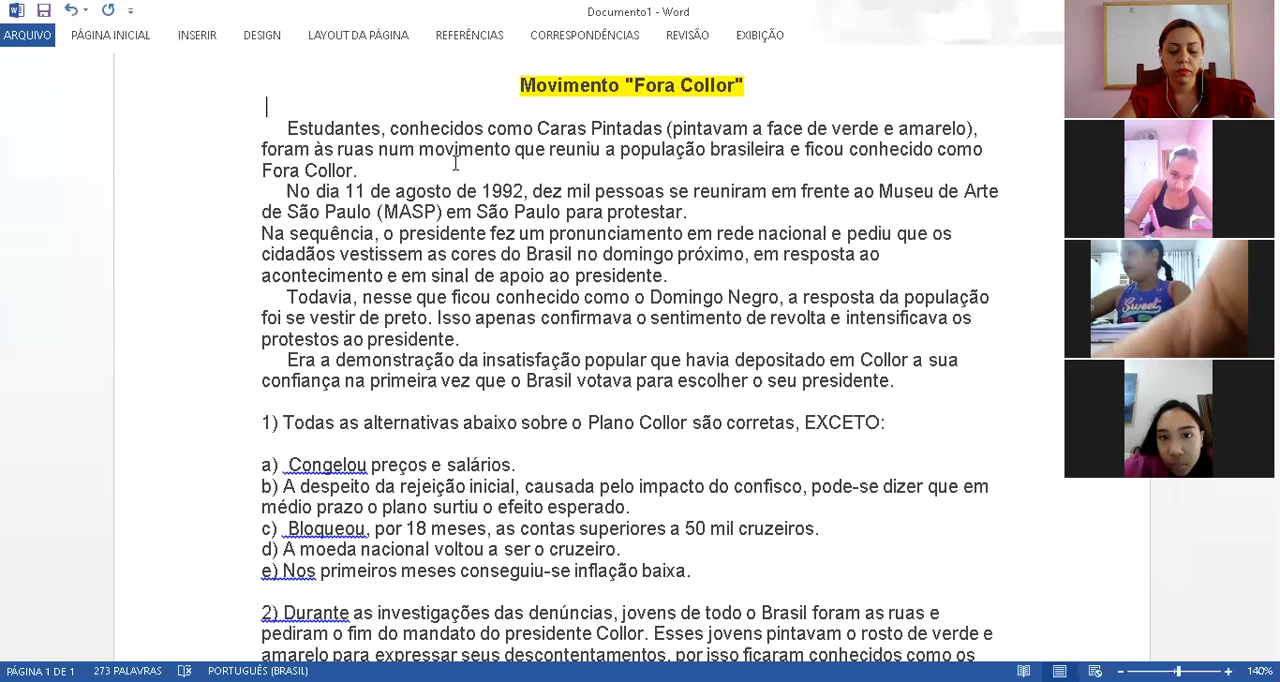 Documento1 - Word
ARQUIVO PÁGINA INICIAL INSERIR DESIGN LAYOUT DA PÁGINA REFERÊNCIAS CORRESPONDÊNCIAS REVISÃO EXIBIÇÃO
Movimento "Fora Collor"
Estudantes, conhecidos como Caras Pintadas (pintavam a face de verde e amarelo),
foram às ruas num movimento que reuniu a população brasileira e ficou conhecido como
Fora Collor.
No dia 11 de agosto de 1992, dez mil pessoas se reuniram em frente ao Museu de Arte
de São Paulo (MASP) em São Paulo para protestar.
Na sequência, o presidente fez um pronunciamento em rede nacional e pediu que os
cidadãos vestissem as cores do Brasil no domingo próximo, em resposta ao
acontecimento e em sinal de apoio ao presidente.
Todavia, nesse que ficou conhecido como o Domingo Negro, a resposta da população
foi se vestir de preto. Isso apenas confirmava o sentimento de revolta e intensificava os
protestos ao presidente.
Era a demonstração da insatisfação popular que havia depositado em Collor a sua
confiança na primeira vez que o Brasil votava para escolher o seu presidente.
1) Todas as alternativas abaixo sobre o Plano Collor são corretas, EXCETO:
a) Congelou preços e salários.
b) A despeito da rejeição inicial, causada pelo impacto do confisco, pode-se dizer que em
médio prazo o plano surtiu o efeito esperado.
c) Bloqueou, por 18 meses, as contas superiores a 50 mil cruzeiros.
d) A moeda nacional voltou a ser o cruzeiro.
e) Nos primeiros meses conseguiu-se inflação baixa.
2) Durante as investigações das denúncias, jovens de todo o Brasil foram as ruas e
pediram o fim do mandato do presidente Collor. Esses jovens pintavam o rosto de verde e
amarelo para expressar seus descontentamentos, por isso ficaram conhecidos como os
PÁGINA 1 DE 1 273 PALAVRAS PORTUGUÊS (BRASIL) 140%
Sweet